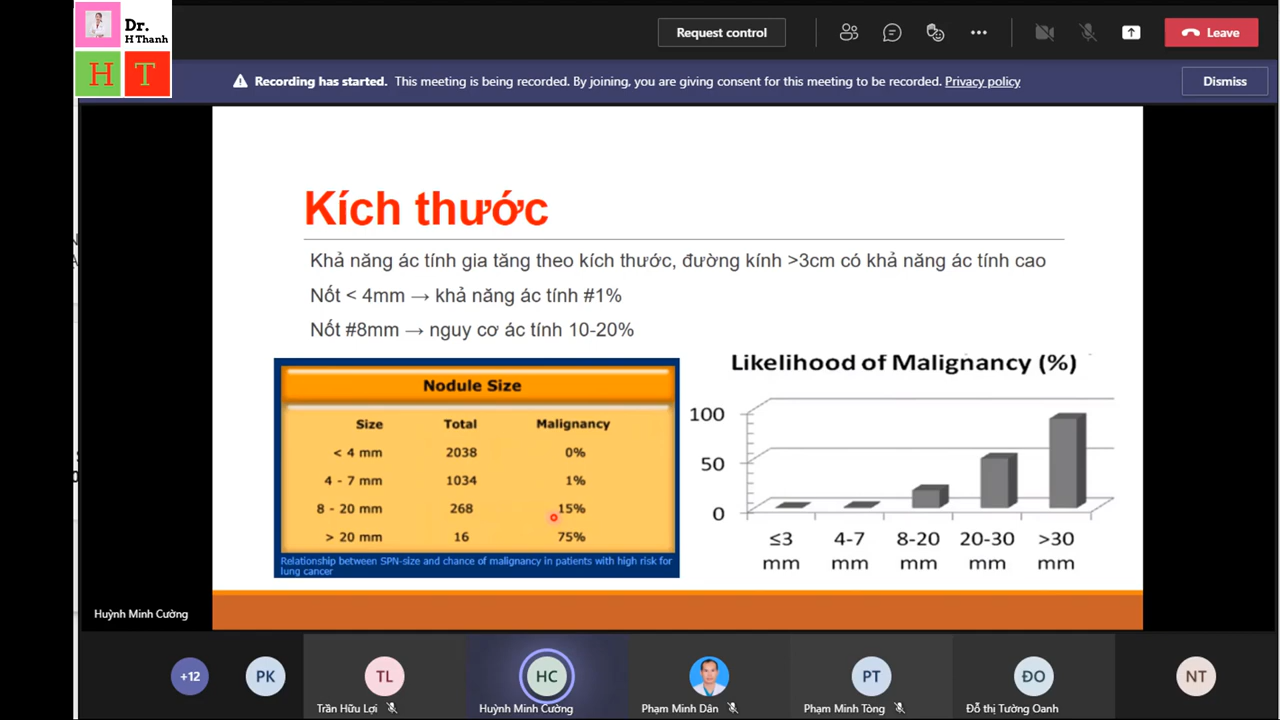 Dr.
H Thanh
H T
Request control
Leave
Recording has started. This meeting is being recorded. By joining, you are giving consent for this meeting to be recorded. Privacy policy
Dismiss
Kích thước
Khả năng ác tính gia tăng theo kích thước, đường kính >3cm có khả năng ác tính cao
Nốt < 4mm → khả năng ác tính #1%
Nốt #8mm → nguy cơ ác tính 10-20%
Nodule Size
Size Total Malignancy
< 4 mm 2038 0%
4 - 7 mm 1034 1%
8 - 20 mm 268 15%
> 20 mm 16 75%
Relationship between SPN-size and chance of malignancy in patients with high risk for
lung cancer
Likelihood of Malignancy (%)
100
50
0
≤3 4-7 8-20 20-30 >30
mm mm mm mm mm
Huỳnh Minh Cường
+12 PK TL HC PT ĐO NT
Trần Hữu Lợi Huỳnh Minh Cường Phạm Minh Dân Phạm Minh Tòng Đỗ thị Tường Oanh